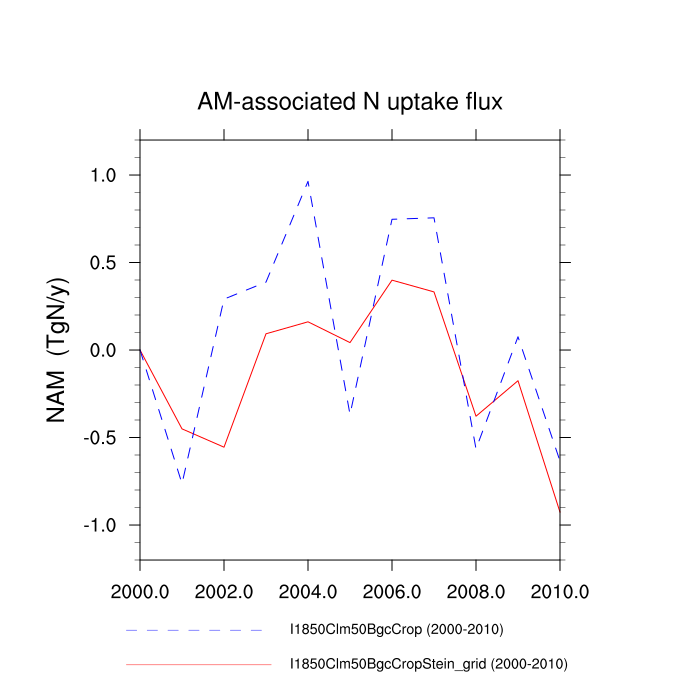 AM-associated N uptake flux
NAM (TgN/y)
1.0
0.5
0.0
-0.5
-1.0
2000.0 2002.0 2004.0 2006.0 2008.0 2010.0
I1850Clm50BgcCrop (2000-2010)
I1850Clm50BgcCropStein_grid (2000-2010)